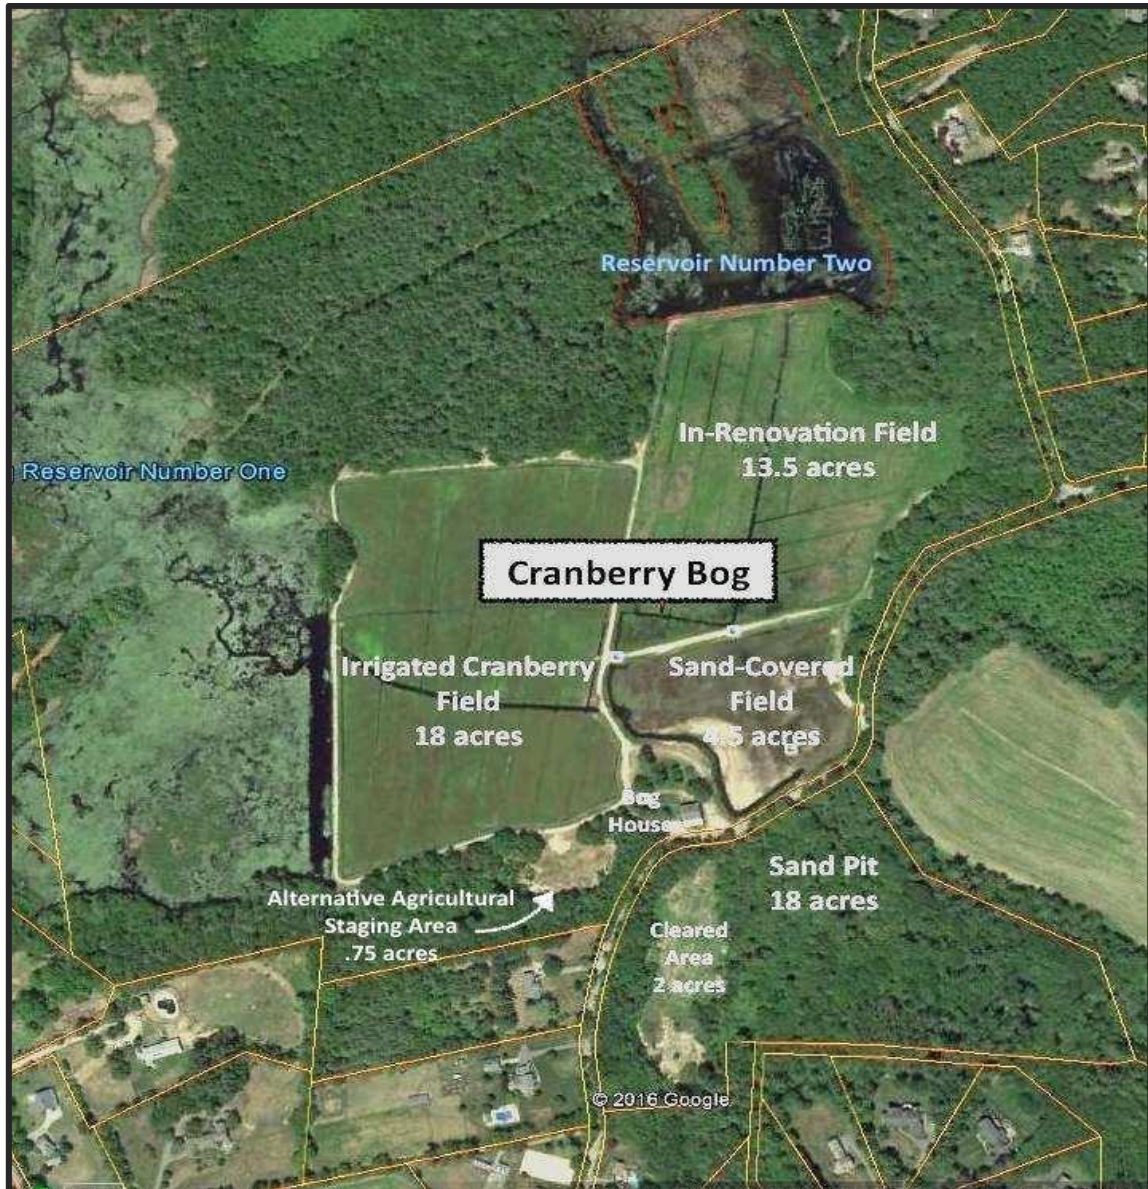 Reservoir Number Two
In-Renovation Field
13.5 acres
Reservoir Number One
Cranberry Bog
Irrigated Cranberry
Field
18 acres
Sand-Covered
Field
4.5 acres
Bog
House
Sand Pit
18 acres
Alternative Agricultural
Staging Area
.75 acres
Cleared
Area
2 acres
© 2016 Google